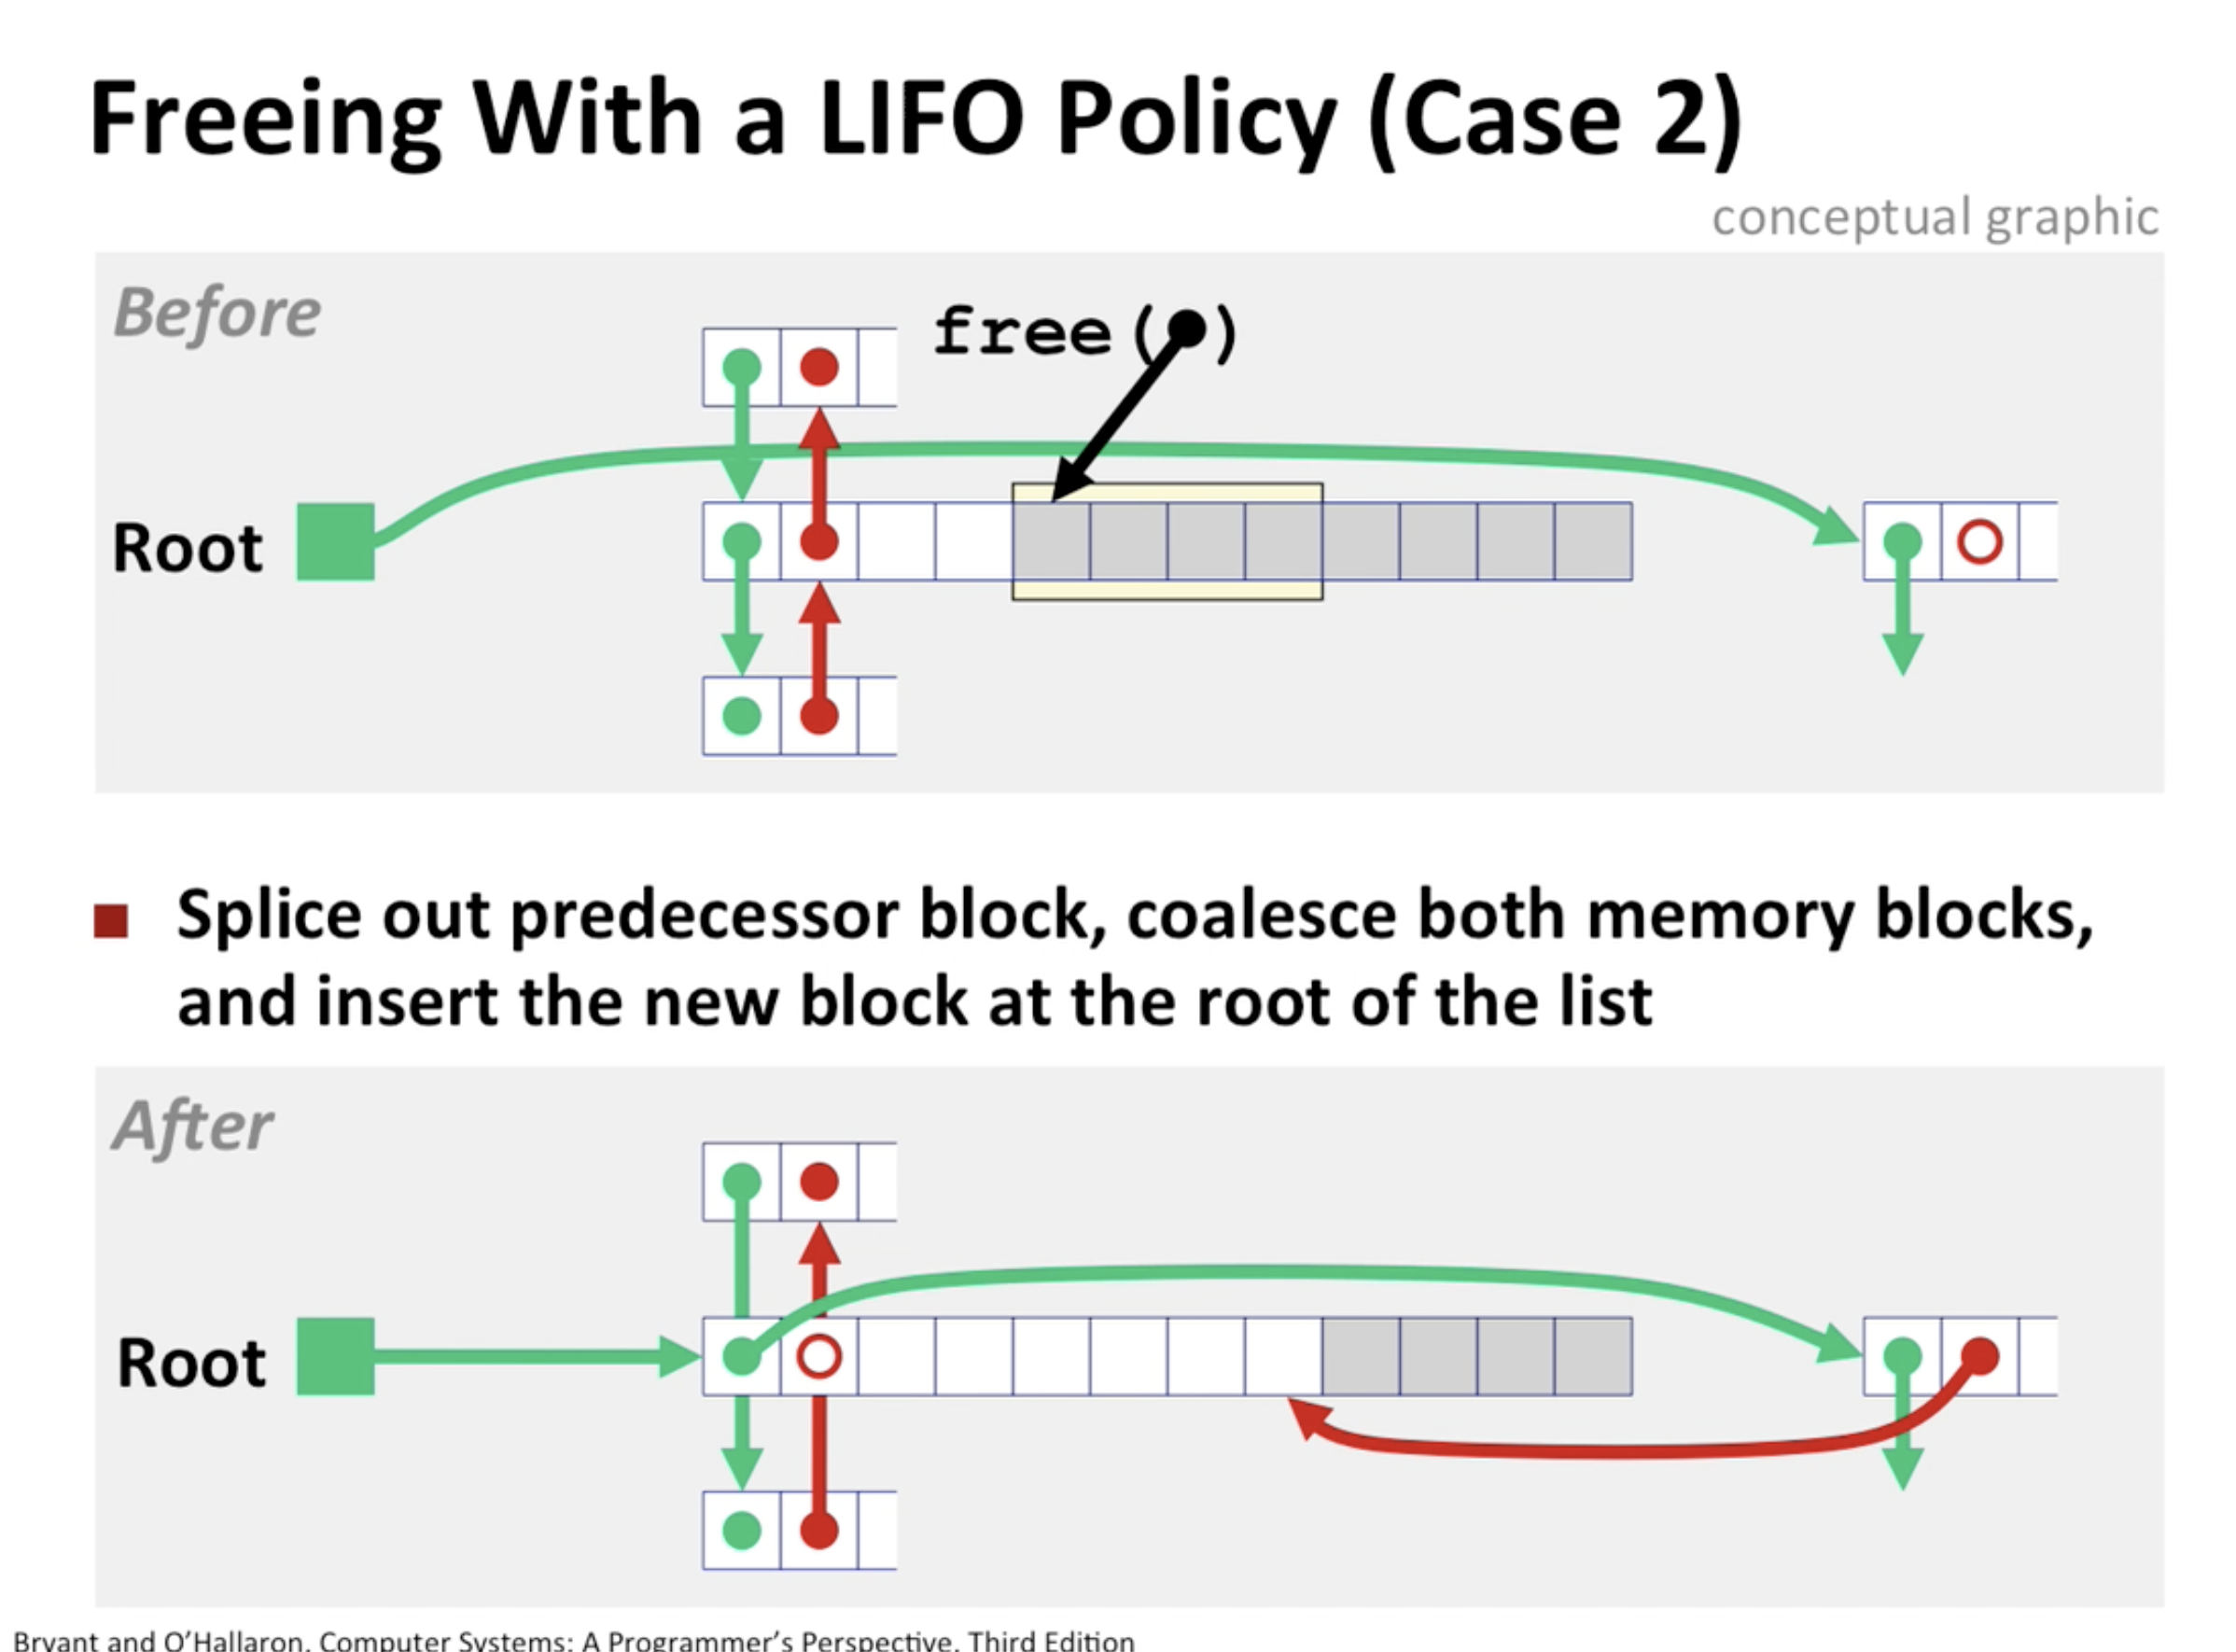 Freeing With a LIFO Policy (Case 2)
conceptual graphic
Before
free( )
Root
Splice out predecessor block, coalesce both memory blocks,
and insert the new block at the root of the list
After
Root
Bryant and O’Hallaron, Computer Systems: A Programmer’s Perspective, Third Edition